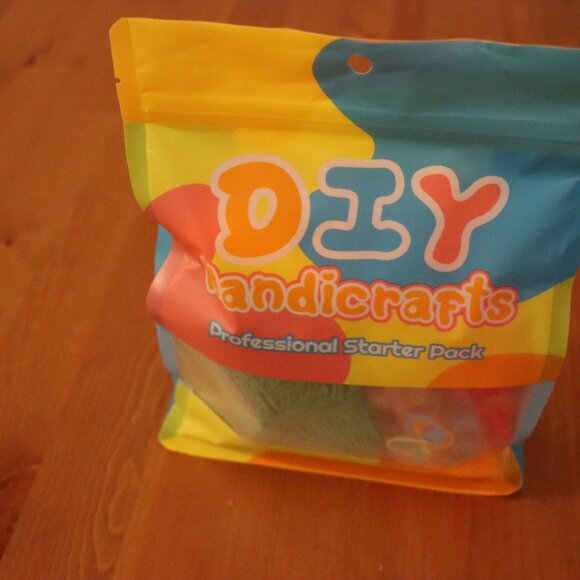 DIY
handicrafts
Professional Starter Pack